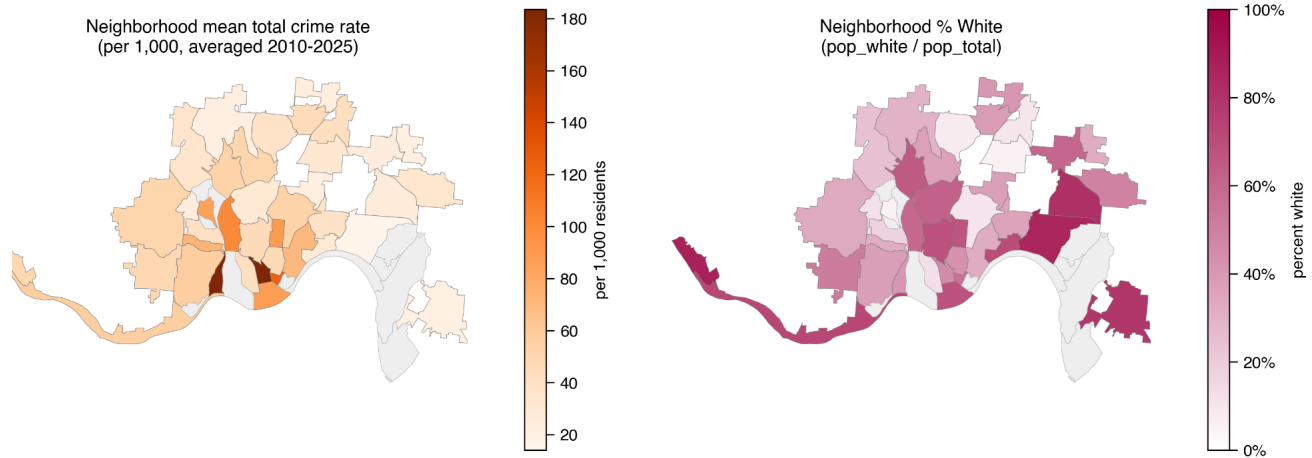 Neighborhood mean total crime rate
(per 1,000, averaged 2010-2025)
180
160
140
120
100
80
60
40
20
per 1,000 residents
Neighborhood % White
(pop_white / pop_total)
100%
80%
60%
40%
20%
0%
percent white